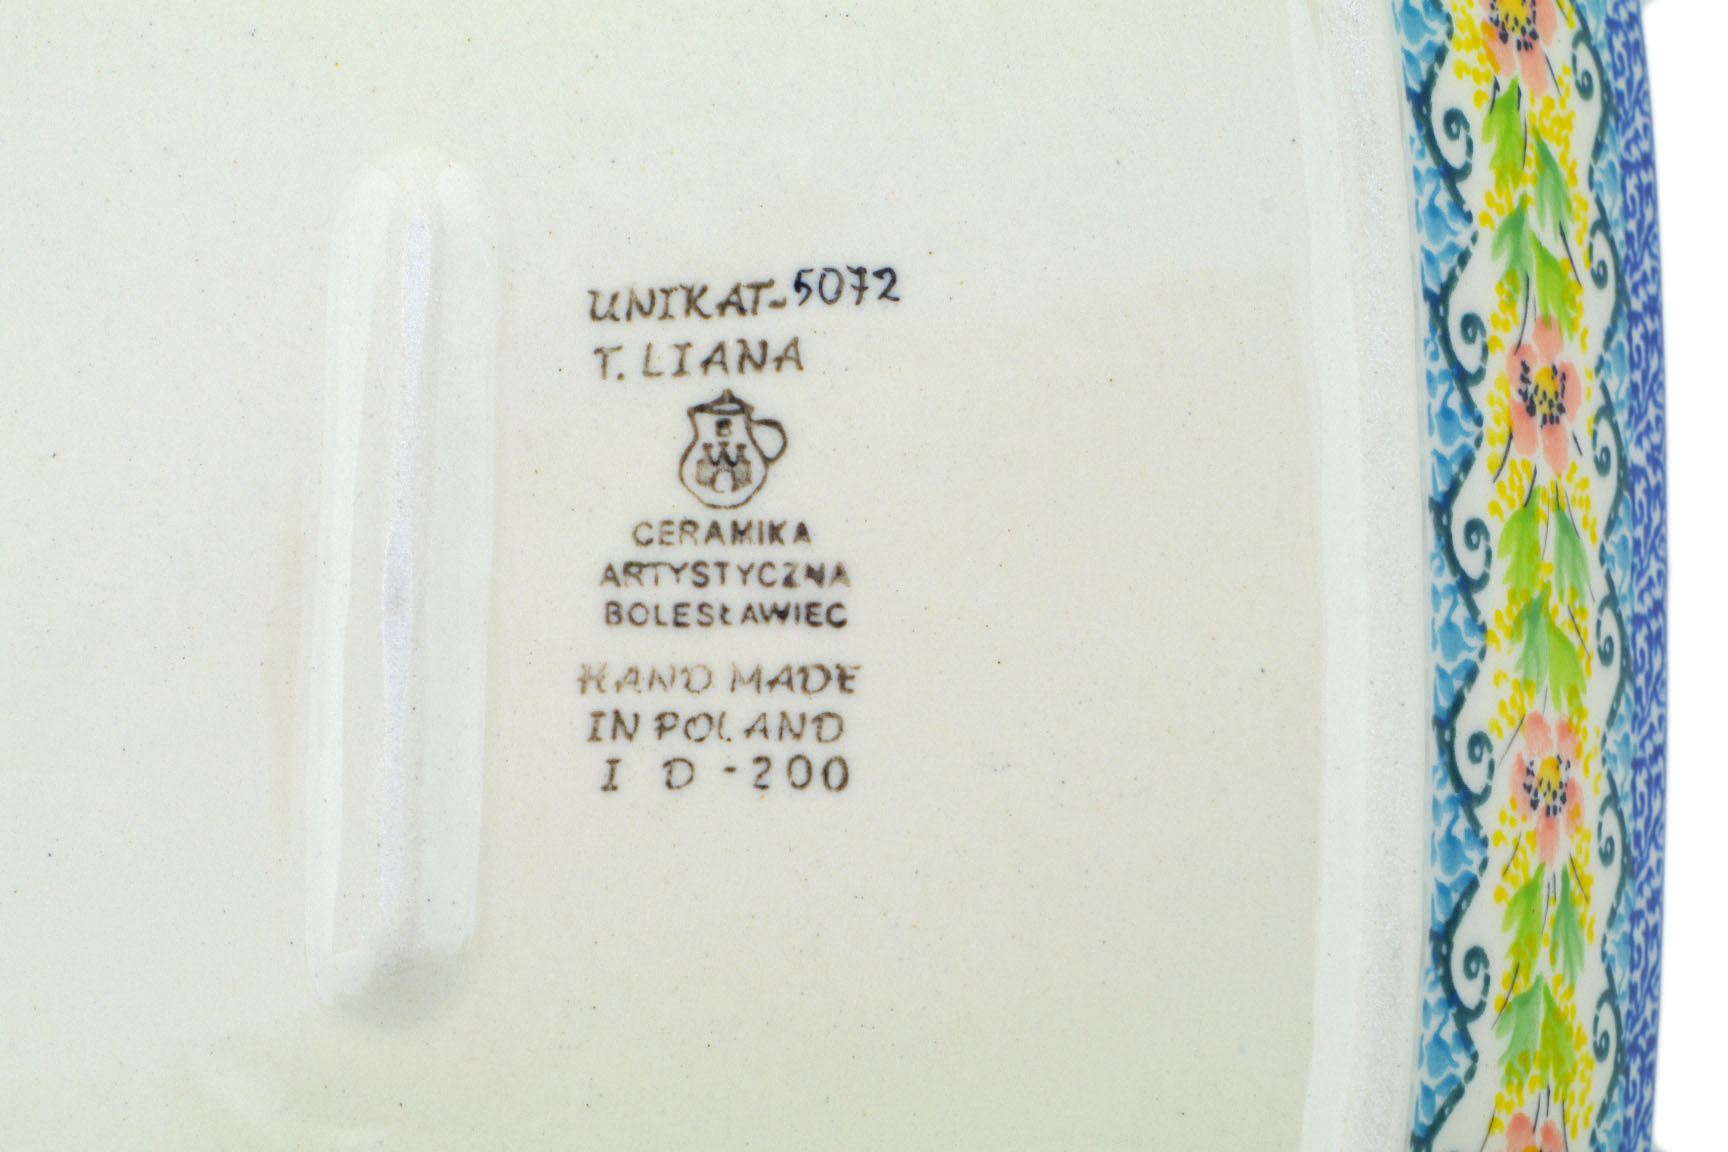 UNIKAT-5072
T. LIANA
B
CERAMIKA
ARTYSTYCZNA
BOLESŁAWIEC
HAND MADE
IN POLAND
I D -200